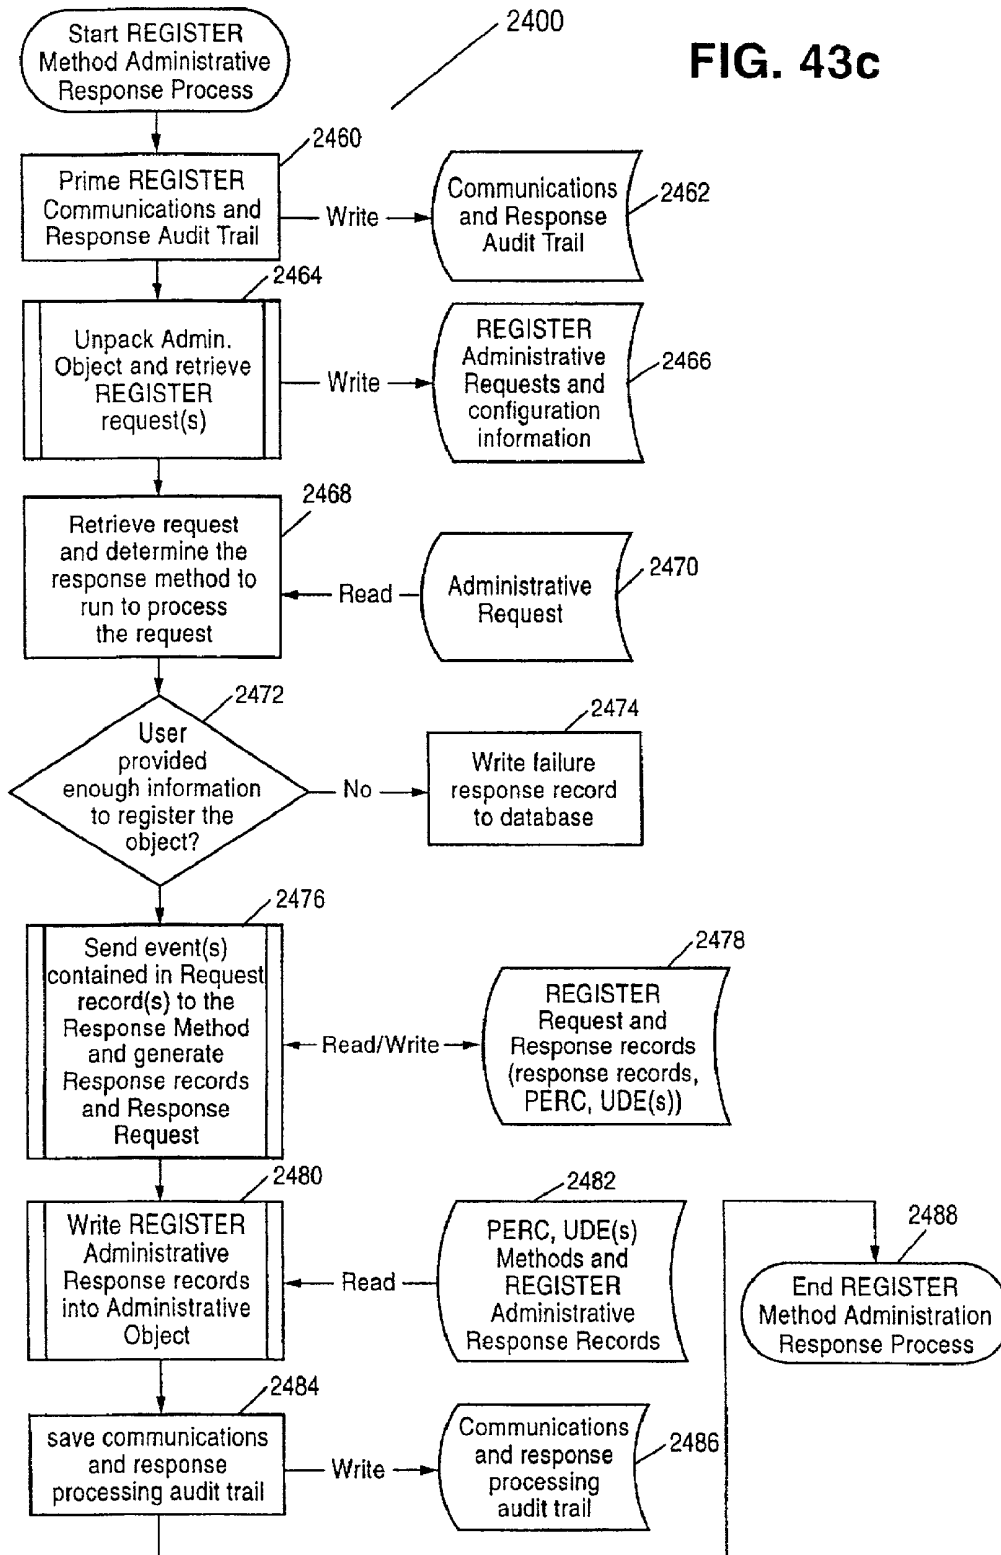 Start REGISTER
Method Administrative
Response Process
2400
FIG. 43c
2460
Prime REGISTER
Communications and
Response Audit Trail
Write
Communications
and Response
Audit Trail
2462
2464
Unpack Admin.
Object and retrieve
REGISTER
request(s)
Write
REGISTER
Administrative
Requests and
configuration
information
2466
2468
Retrieve request
and determine the
response method to
run to process
the request
Read
Administrative
Request
2470
2472
User
provided
enough information
to register the
object?
No
2474
Write failure
response record
to database
2476
Send event(s)
contained in Request
record(s) to the
Response Method
and generate
Response records
and Response
Request
Read/Write
2478
REGISTER
Request and
Response records
(response records,
PERC, UDE(s))
2480
Write REGISTER
Administrative
Response records
into Administrative
Object
Read
2482
PERC, UDE(s)
Methods and
REGISTER
Administrative
Response Records
2488
End REGISTER
Method Administration
Response Process
2484
save communications
and response
processing audit trail
Write
Communications
and response
processing
audit trail
2486